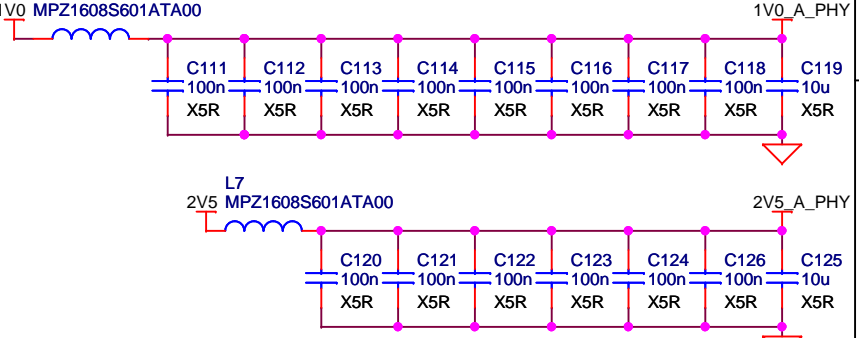 1V0 MPZ1608S601ATA00 1V0_A_PHY
C111 C112 C113 C114 C115 C116 C117 C118 C119
100n 100n 100n 100n 100n 100n 100n 100n 10u
X5R X5R X5R X5R X5R X5R X5R X5R X5R
L7
2V5 MPZ1608S601ATA00 2V5_A_PHY
C120 C121 C122 C123 C124 C126 C125
100n 100n 100n 100n 100n 100n 10u
X5R X5R X5R X5R X5R X5R X5R